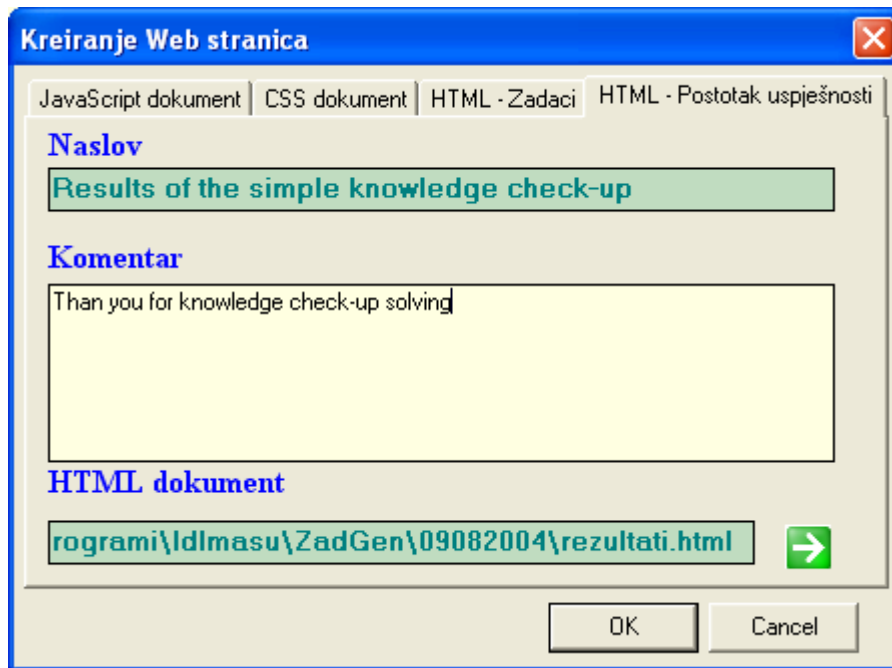 Kreiranje Web stranica
JavaScript dokument CSS dokument HTML - Zadaci HTML - Postotak uspješnosti
Naslov
Results of the simple knowledge check-up
Komentar
Than you for knowledge check-up solving
HTML dokument
rogrami\Idlmasu\ZadGen\09082004\rezultati.html
OK Cancel